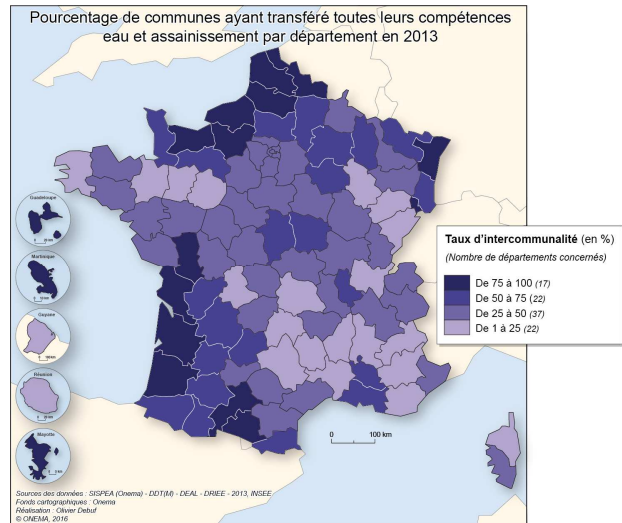 Pourcentage de communes ayant transféré toutes leurs compétences
eau et assainissement par département en 2013
Guadeloupe
Martinique
Guyane
Réunion
Mayotte
Taux d'intercommunalité (en %)
(Nombre de départements concernés)
De 75 à 100 (17)
De 50 à 75 (22)
De 25 à 50 (37)
De 1 à 25 (22)
0 100 km
Sources des données : SISPEA (Onema) - DDT(M) - DEAL - DRIEE - 2013, INSEE
Fonds cartographiques : Onema
Réalisation : Olivier Debuf
© ONEMA, 2016